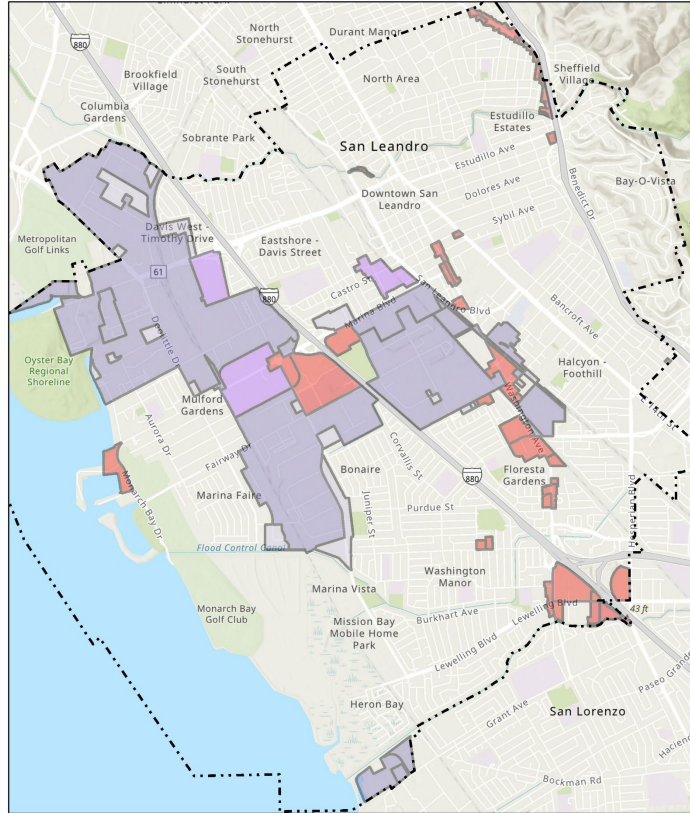 North
Stonehurst
Durant Manor
880
Brookfield
Village
South
Stonehurst
North Area
Sheffield
Village
Columbia
Gardens
Sobrante Park
San Leandro
Estudillo
Estates
Estudillo Ave
Dolores Ave
Sybil Ave
Benedict Dr
Bay-O-Vista
Downtown San
Leandro
Davis West -
Timothy Drive
Eastshore -
Davis Street
Metropolitan
Golf Links
61
Castro St
880
San Leandro Blvd
Marina Blvd
Bancroft Ave
Doolittle Dr
Oyster Bay
Regional
Shoreline
Halcyon -
Foothill
Mulford
Gardens
Washington Ave
Aurora Dr
Fairway Dr
Corvallis St
Bonaire
Floresta
Gardens
880
Monarch Bay Dr
Marina Faire
Juniper St
Purdue St
Hesperian Blvd
Flood Control Canal
Washington
Manor
Marina Vista
Monarch Bay
Golf Club
Burkhart Ave
Lewelling Blvd
43 ft
Mission Bay
Mobile Home
Park
Lewelling Blvd
Paseo Grande
Heron Bay
Grant Ave
San Lorenzo
Bockman Rd